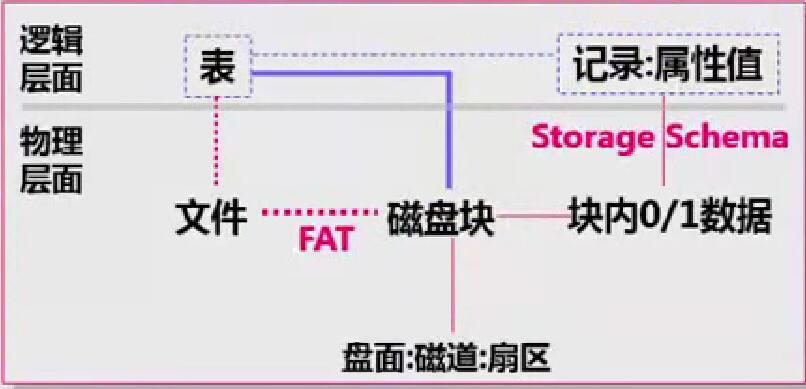 逻辑
层面
表
记录:属性值
物理
层面
Storage Schema
文件
FAT
磁盘块
块内0/1数据
盘面:磁道:扇区